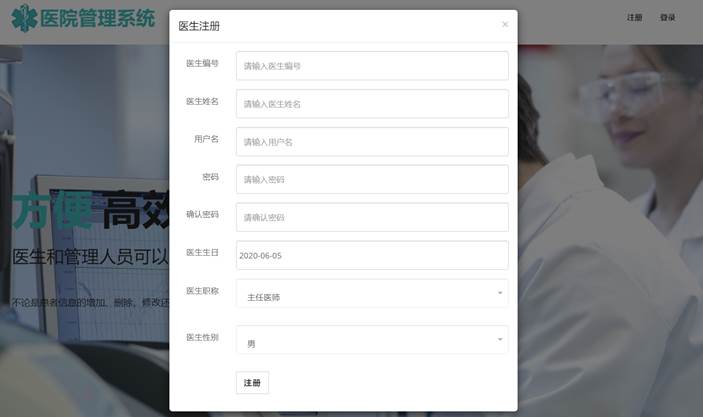 医院管理系统
注册 登录
医生注册 ×
医生编号 请输入医生编号
医生姓名 请输入医生姓名
用户名 请输入用户名
密码 请输入密码
确认密码 请确认密码
医生生日 2020-06-05
医生职称 主任医师
医生性别 男
注册
方便 高效
医生和管理人员可以
不论是患者信息的增加、删除、修改还